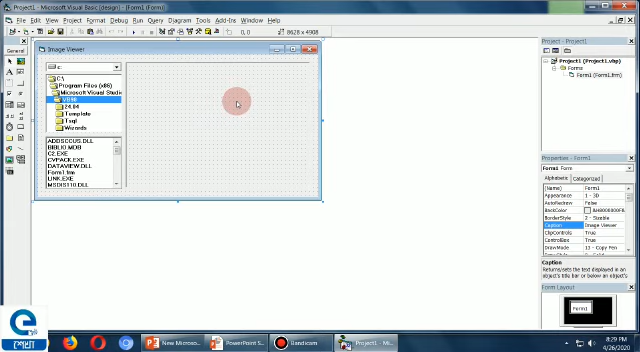 Project1 - Microsoft Visual Basic [design] - [Form1 (Form)]
File Edit View Project Format Debug Run Query Diagram Tools Add-Ins Window Help
0, 0
8628 x 4908
General
Image Viewer
c:
C:\
Program Files (x86)
Microsoft Visual Studio
VB98
Template
Tsql
Wizards
ADDSCCUS.DLL
BIBLIO.MDB
C2.EXE
CVPACK.EXE
DATAVIEW.DLL
Form1.frm
LINK.EXE
MSDIS110.DLL
Project - Project1
Project1 (Project1.vbp)
Forms
Form1 (Form1.frm)
Properties - Form1
Form1 Form
Alphabetic Categorized
(Name) Form1
Appearance 1 - 3D
AutoRedraw False
BackColor &H8000000F&
BorderStyle 2 - Sizable
Caption Image Viewer
ClipControls True
ControlBox True
DrawMode 13 - Copy Pen
Caption
Returns/sets the text displayed in an object's title bar or below an object's
Form Layout
Form1
New Microso...
PowerPoint S...
Bandicam
Project1 - Mi...
8:29 PM
4/26/2020